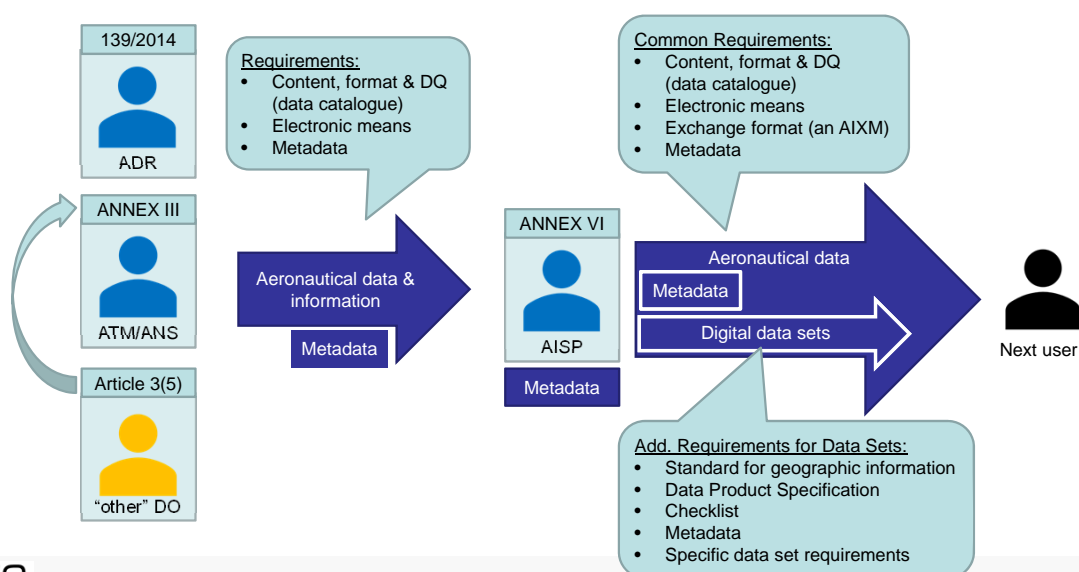 139/2014
ADR
ANNEX III
ATM/ANS
Article 3(5)
“other” DO
Requirements:
• Content, format & DQ
(data catalogue)
• Electronic means
• Metadata
Aeronautical data &
information
Metadata
ANNEX VI
AISP
Metadata
Common Requirements:
• Content, format & DQ
(data catalogue)
• Electronic means
• Exchange format (an AIXM)
• Metadata
Aeronautical data
Metadata
Digital data sets
Next user
Add. Requirements for Data Sets:
• Standard for geographic information
• Data Product Specification
• Checklist
• Metadata
• Specific data set requirements